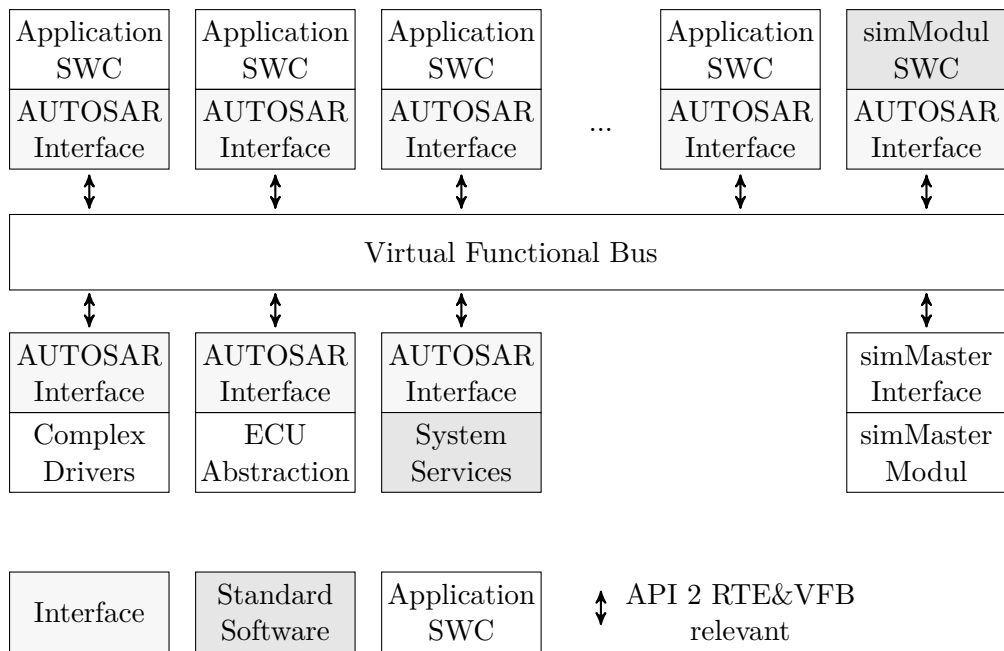 Application
SWC
AUTOSAR
Interface
Application
SWC
AUTOSAR
Interface
Application
SWC
AUTOSAR
Interface
...
Application
SWC
AUTOSAR
Interface
simModul
SWC
AUTOSAR
Interface
Virtual Functional Bus
AUTOSAR
Interface
Complex
Drivers
AUTOSAR
Interface
ECU
Abstraction
AUTOSAR
Interface
System
Services
simMaster
Interface
simMaster
Modul
Interface
Standard
Software
Application
SWC
API 2 RTE&VFB
relevant